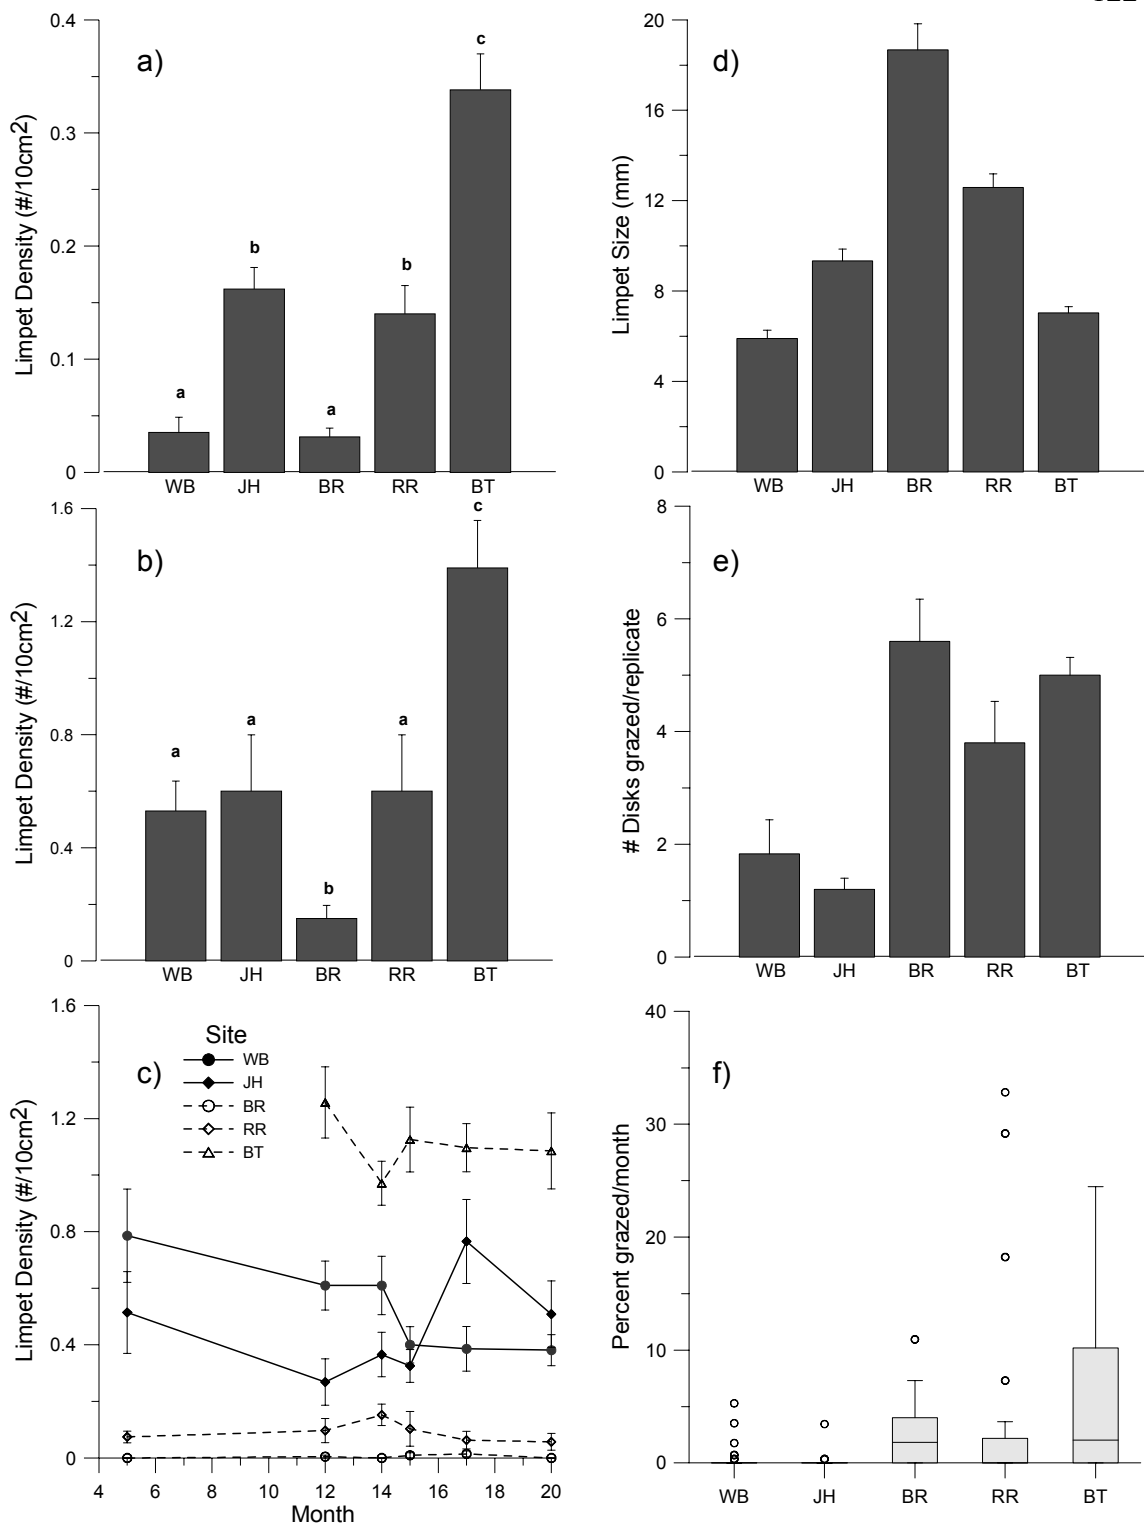 a)
Limpet Density (#/10cm2)
0.4
0.3
0.2
0.1
0
a
b
a
b
c
WB JH BR RR BT
d)
Limpet Size (mm)
20
16
12
8
4
0
WB JH BR RR BT
b)
Limpet Density (#/10cm2)
1.6
1.2
0.8
0.4
0
a
a
b
a
c
WB JH BR RR BT
e)
# Disks grazed/replicate
8
6
4
2
0
WB JH BR RR BT
c)
Limpet Density (#/10cm2)
1.6
1.2
0.8
0.4
0
Site
WB
JH
BR
RR
BT
4 6 8 10 12 14 16 18 20
Month
f)
Percent grazed/month
40
30
20
10
0
WB JH BR RR BT